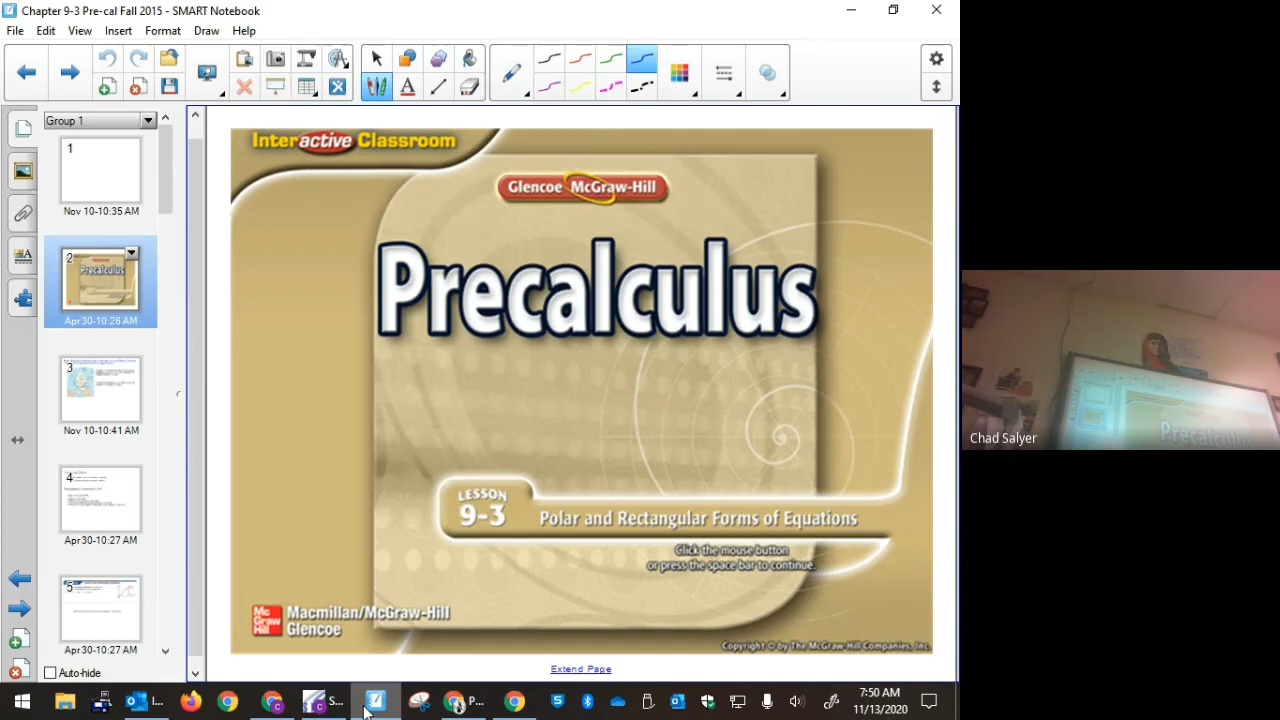 Chapter 9-3 Pre-cal Fall 2015 - SMART Notebook
File Edit View Insert Format Draw Help
Group 1
1
Nov 10-10:35 AM
2
Precalculus
Apr 30-10:26 AM
3
Nov 10-10:41 AM
4
Apr 30-10:27 AM
5
Apr 30-10:27 AM
Auto-hide
Interactive Classroom
Glencoe McGraw-Hill
Precalculus
LESSON
9-3
Polar and Rectangular Forms of Equations
Click the mouse button
or press the space bar to continue.
Mc
Graw
Hill
Macmillan/McGraw-Hill
Glencoe
Copyright © by The McGraw-Hill Companies, Inc.
Extend Page
Precalculus
Chad Salyer
I...
S...
P...
7:50 AM
11/13/2020